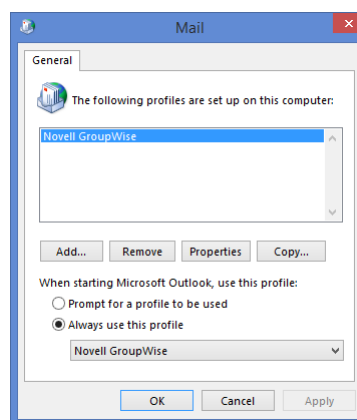 Mail
General
The following profiles are set up on this computer:
Novell GroupWise
Add... Remove Properties Copy...
When starting Microsoft Outlook, use this profile:
Prompt for a profile to be used
Always use this profile
Novell GroupWise
OK Cancel Apply